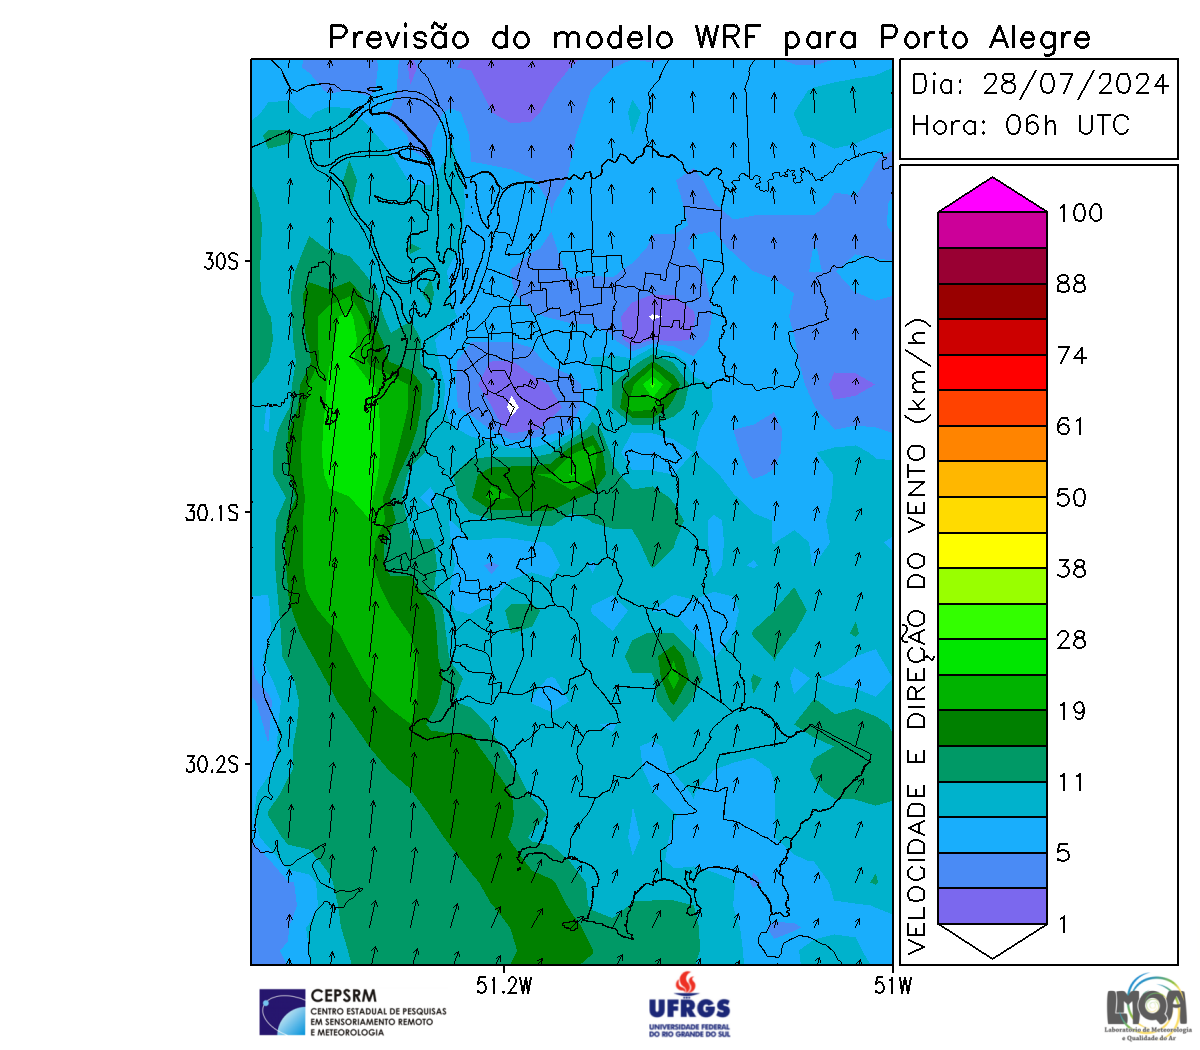 Previsão do modelo WRF para Porto Alegre
Dia: 28/07/2024
Hora: 06h UTC
30S
30.1S
30.2S
51.2W
51W
VELOCIDADE E DIREÇÃO DO VENTO (km/h)
100
88
74
61
50
38
28
19
11
5
1
CEPSRM
CENTRO ESTADUAL DE PESQUISAS
EM SENSORIAMENTO REMOTO
E METEOROLOGIA
UFRGS
UNIVERSIDADE FEDERAL
DO RIO GRANDE DO SUL
LMQA
Laboratório de Meteorologia
e Qualidade do Ar